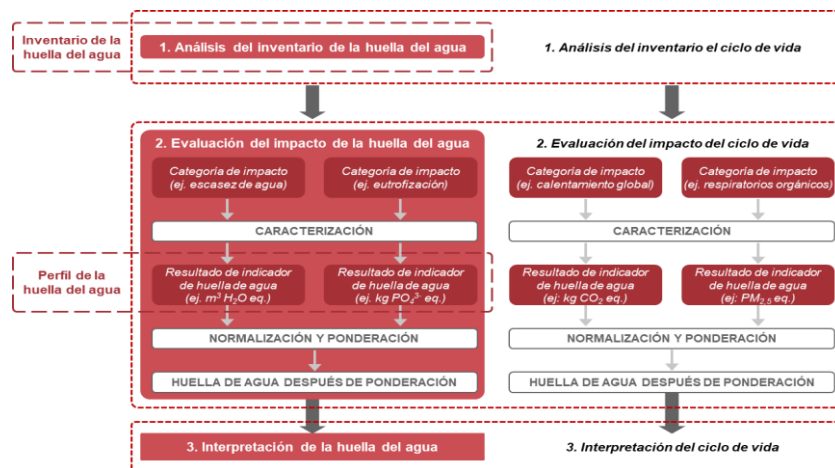 Inventario de la
huella del agua
1. Análisis del inventario de la huella del agua
1. Análisis del inventario el ciclo de vida
2. Evaluación del impacto de la huella del agua
2. Evaluación del impacto del ciclo de vida
Categoría de impacto
(ej. escasez de agua)
Categoría de impacto
(ej. eutrofización)
Categoría de impacto
(ej. calentamiento global)
Categoría de impacto
(ej. respiratorios orgánicos)
CARACTERIZACIÓN
CARACTERIZACIÓN
Perfil de la
huella del agua
Resultado de indicador
de huella de agua
(ej. m³ H₂O eq.)
Resultado de indicador
de huella de agua
(ej. kg PO₄³⁻ eq.)
Resultado de indicador
de huella de agua
(ej: kg CO₂ eq.)
Resultado de indicador
de huella de agua
(ej: PM₂.₅ eq.)
NORMALIZACIÓN Y PONDERACIÓN
NORMALIZACIÓN Y PONDERACIÓN
HUELLA DE AGUA DESPUÉS DE PONDERACIÓN
HUELLA DE AGUA DESPUÉS DE PONDERACIÓN
3. Interpretación de la huella del agua
3. Interpretación del ciclo de vida